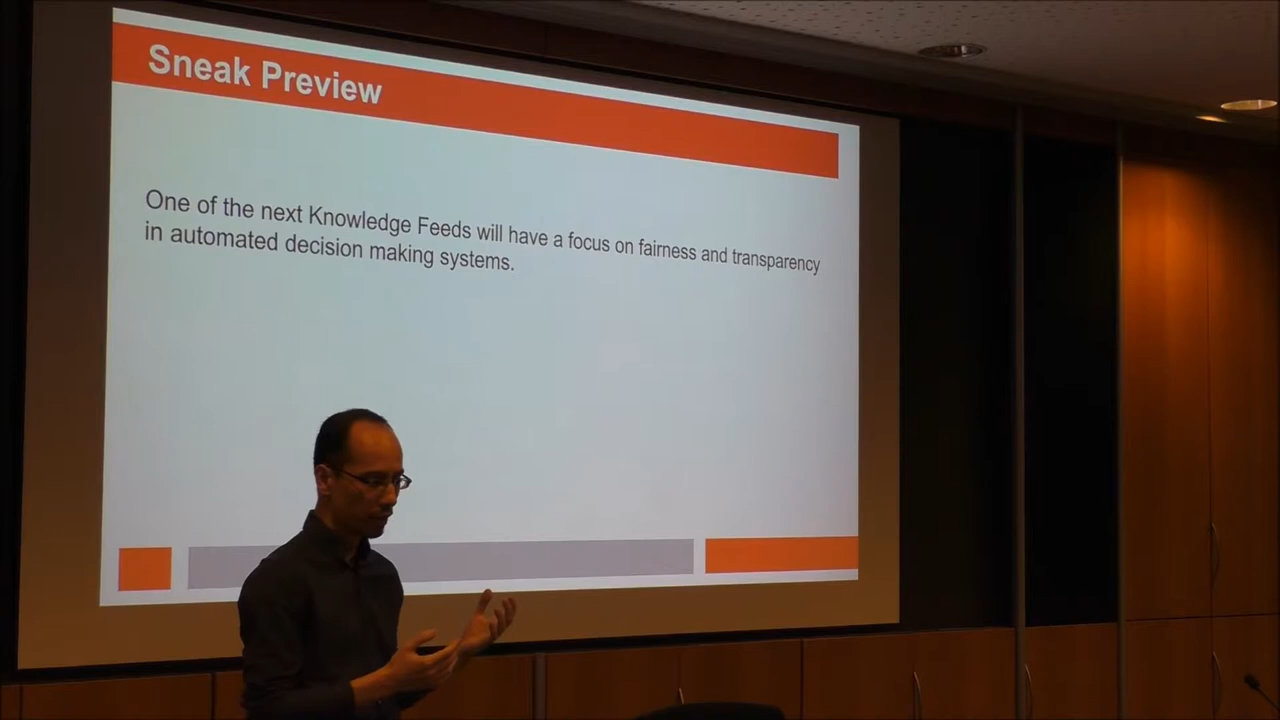 Sneak Preview
One of the next Knowledge Feeds will have a focus on fairness and transparency
in automated decision making systems.